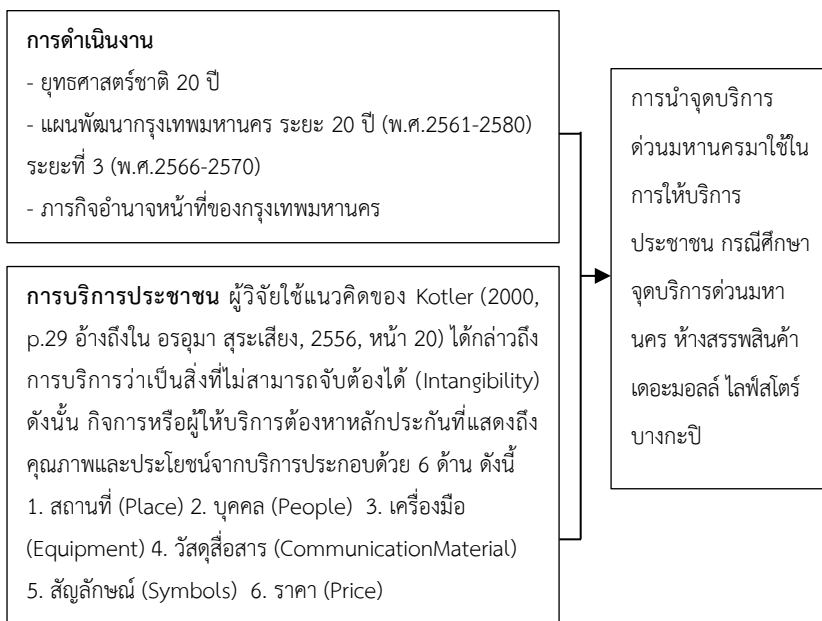 การดำเนินงาน
- ยุทธศาสตร์ชาติ 20 ปี
- แผนพัฒนากรุงเทพมหานคร ระยะ 20 ปี (พ.ศ.2561-2580)
ระยะที่ 3 (พ.ศ.2566-2570)
- ภารกิจอำนาจหน้าที่ของกรุงเทพมหานคร
การบริการประชาชน ผู้วิจัยใช้แนวคิดของ Kotler (2000,
p.29 อ้างถึงใน อรอุมา สุระเสียง, 2556, หน้า 20) ได้กล่าวถึง
การบริการว่าเป็นสิ่งที่ไม่สามารถจับต้องได้ (Intangibility)
ดังนั้น กิจการหรือผู้ให้บริการต้องหาหลักประกันที่แสดงถึง
คุณภาพและประโยชน์จากบริการประกอบด้วย 6 ด้าน ดังนี้
1. สถานที่ (Place) 2. บุคคล (People) 3. เครื่องมือ
(Equipment) 4. วัสดุสื่อสาร (CommunicationMaterial)
5. สัญลักษณ์ (Symbols) 6. ราคา (Price)
การนำจุดบริการ
ด่วนมหานครมาใช้ใน
การให้บริการ
ประชาชน กรณีศึกษา
จุดบริการด่วนมหา
นคร ห้างสรรพสินค้า
เดอะมอลล์ ไลฟ์สโตร์
บางกะปิ